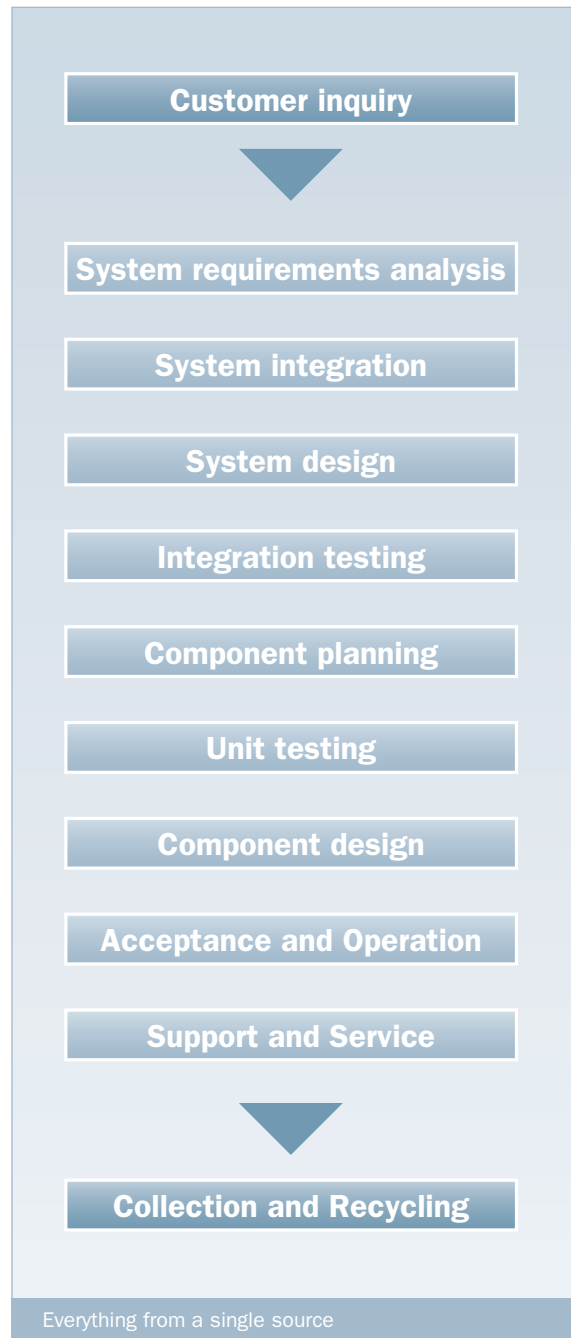 Customer inquiry
System requirements analysis
System integration
System design
Integration testing
Component planning
Unit testing
Component design
Acceptance and Operation
Support and Service
Collection and Recycling
Everything from a single source